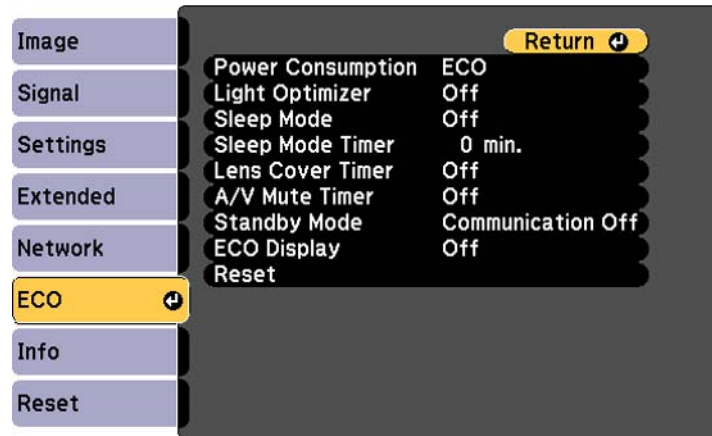 Image
Signal
Settings
Extended
Network
ECO
Info
Reset
Return
Power Consumption ECO
Light Optimizer Off
Sleep Mode Off
Sleep Mode Timer 0 min.
Lens Cover Timer Off
A/V Mute Timer Off
Standby Mode Communication Off
ECO Display Off
Reset